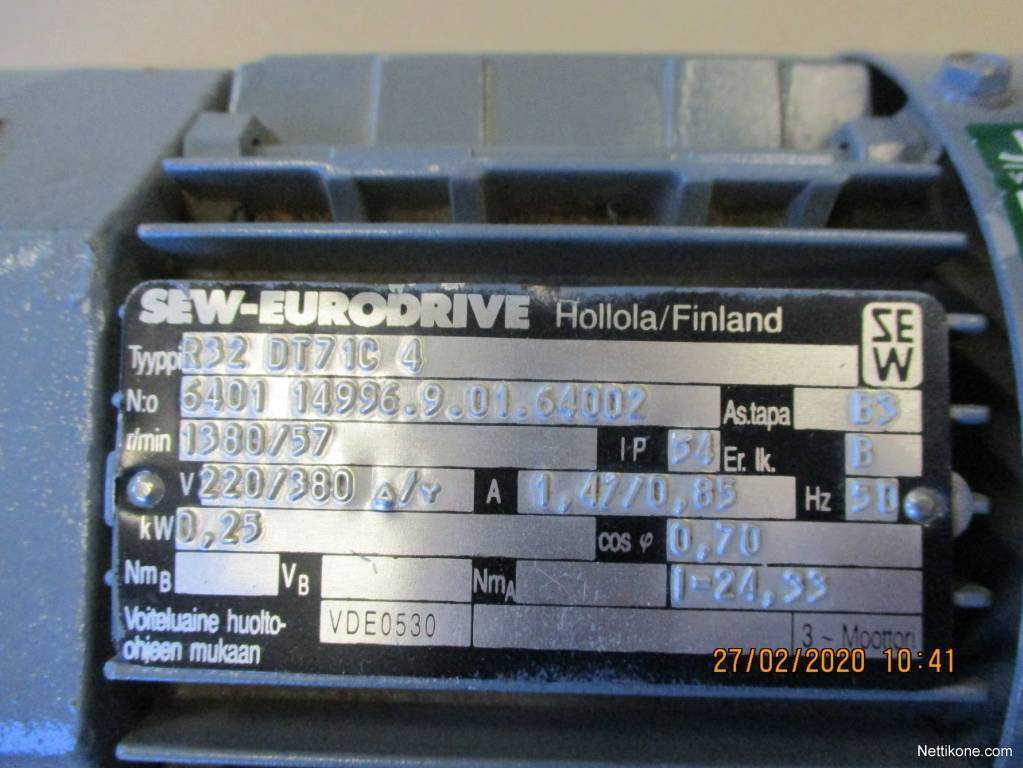 SEW-EURODRIVE Hollola/Finland SEW
Tyyppi R32 DT71C 4
N:o 6401 14996.9.01.64002 As.tapa B3
r/min 1380/57 IP 54 Er. lk. B
V 220/380 Δ/Y A 1,47/0,85 Hz 50
kW 0,25 cos φ 0,70
NmB VB NmA I=24,33
Voiteluaine huolto-
ohjeen mukaan
VDE0530
3 ~ Moottori
27/02/2020 10:41
Nettikone.com